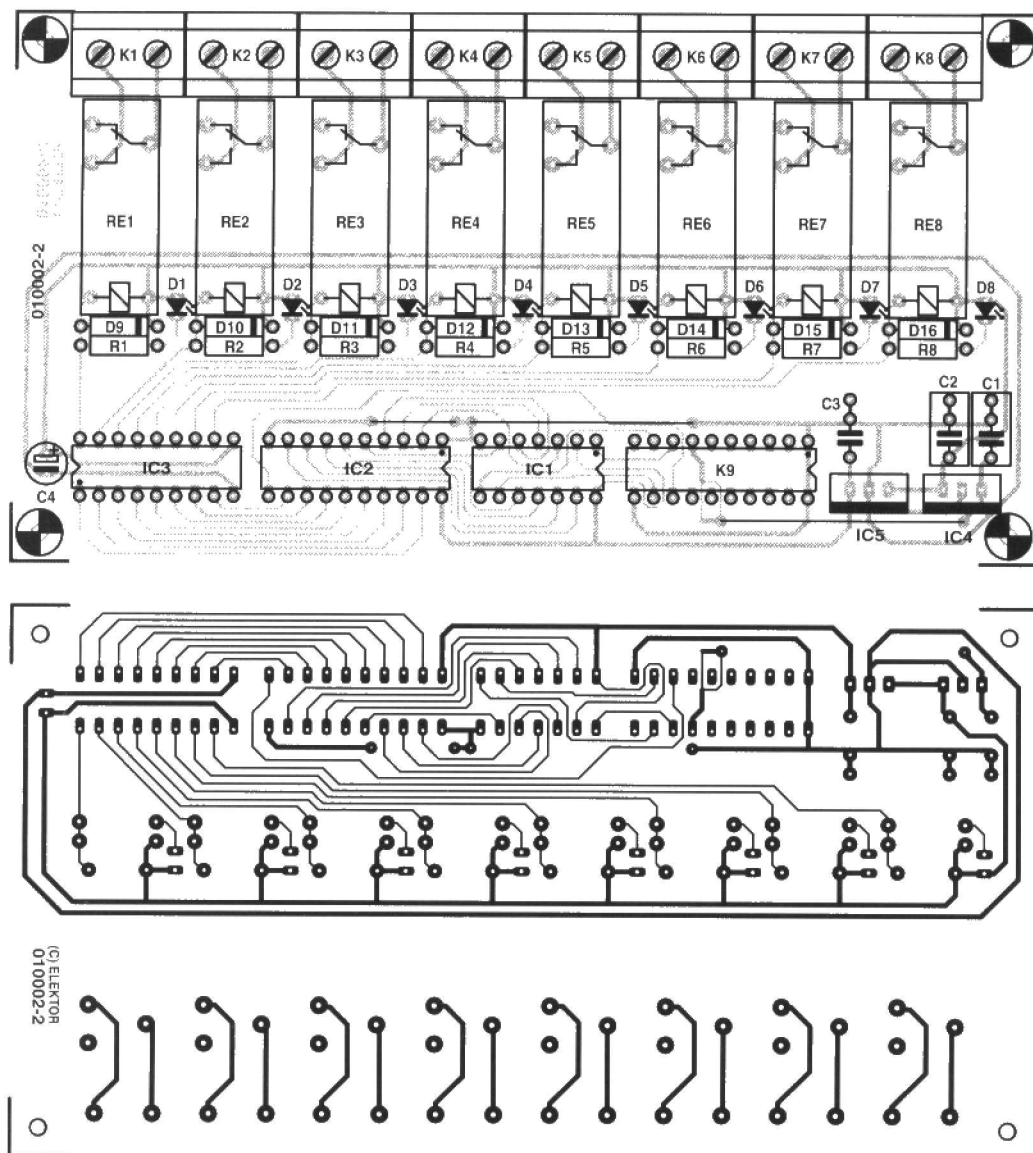 K1 K2 K3 K4 K5 K6 K7 K8
RE1 RE2 RE3 RE4 RE5 RE6 RE7 RE8
010002-2
D1 D2 D3 D4 D5 D6 D7 D8
D9 D10 D11 D12 D13 D14 D15 D16
R1 R2 R3 R4 R5 R6 R7 R8
C3 C2 C1
IC3 IC2 IC1 K9
+
C4
IC5 IC4
(C) ELEKTOR
010002-2